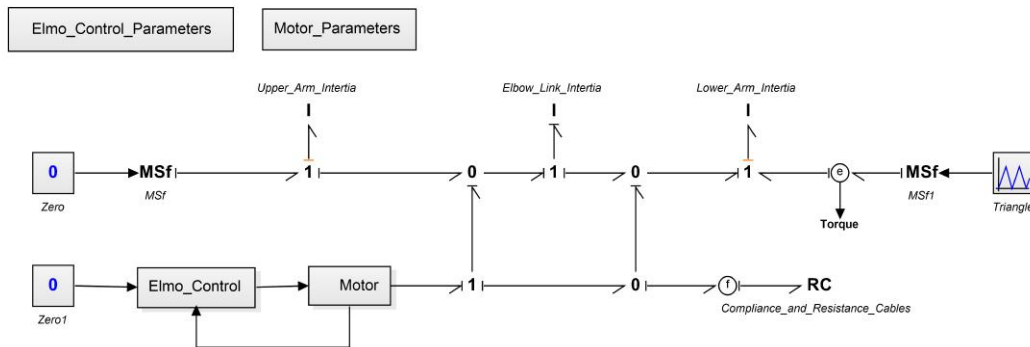 Elmo_Control_Parameters
Motor_Parameters
Upper_Arm_Intertia
Elbow_Link_Intertia
Lower_Arm_Intertia
I
I
I
0
MSf
1
0
1
0
1
e
MSf
Zero
MSf
Torque
MSf1
Triangle
0
Elmo_Control
Motor
1
0
f
RC
Zero1
Compliance_and_Resistance_Cables